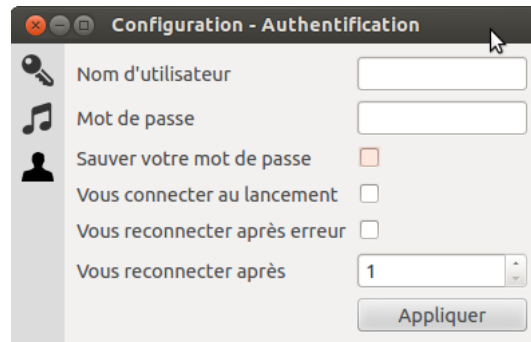 Configuration - Authentification
Nom d'utilisateur
Mot de passe
Sauver votre mot de passe
Vous connecter au lancement
Vous reconnecter après erreur
Vous reconnecter après 1
Appliquer